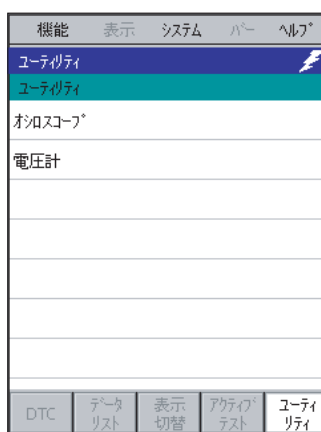 機能 表示 システム バー ヘルプ
ユーティリティ
ユーティリティ
オシロスコープ
電圧計
DTC データリスト 表示切替 アクティブテスト ユーティリティ